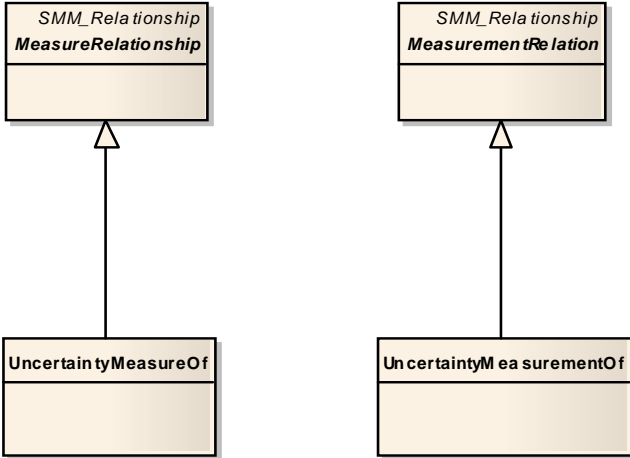 SMM_Relationship
MeasureRelationship
SMM_Relationship
MeasurementRelation
UncertaintyMeasureOf
UncertaintyMeasurementOf